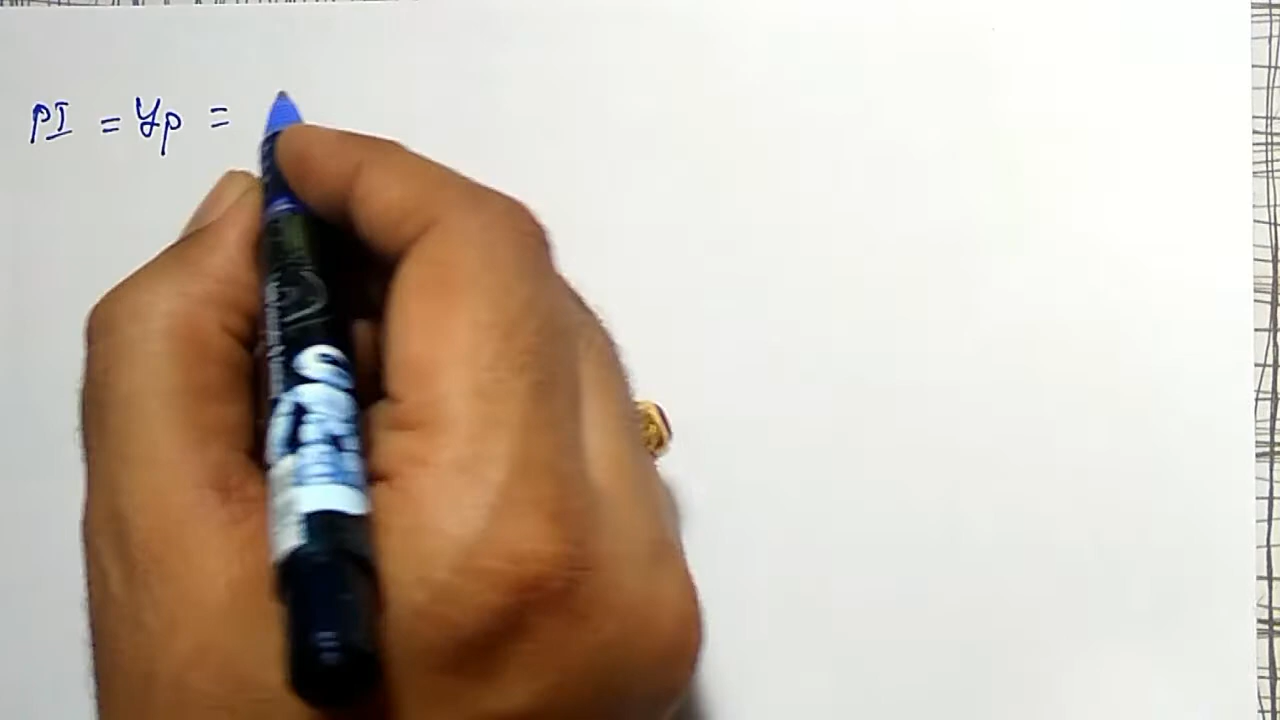 PI = yp =